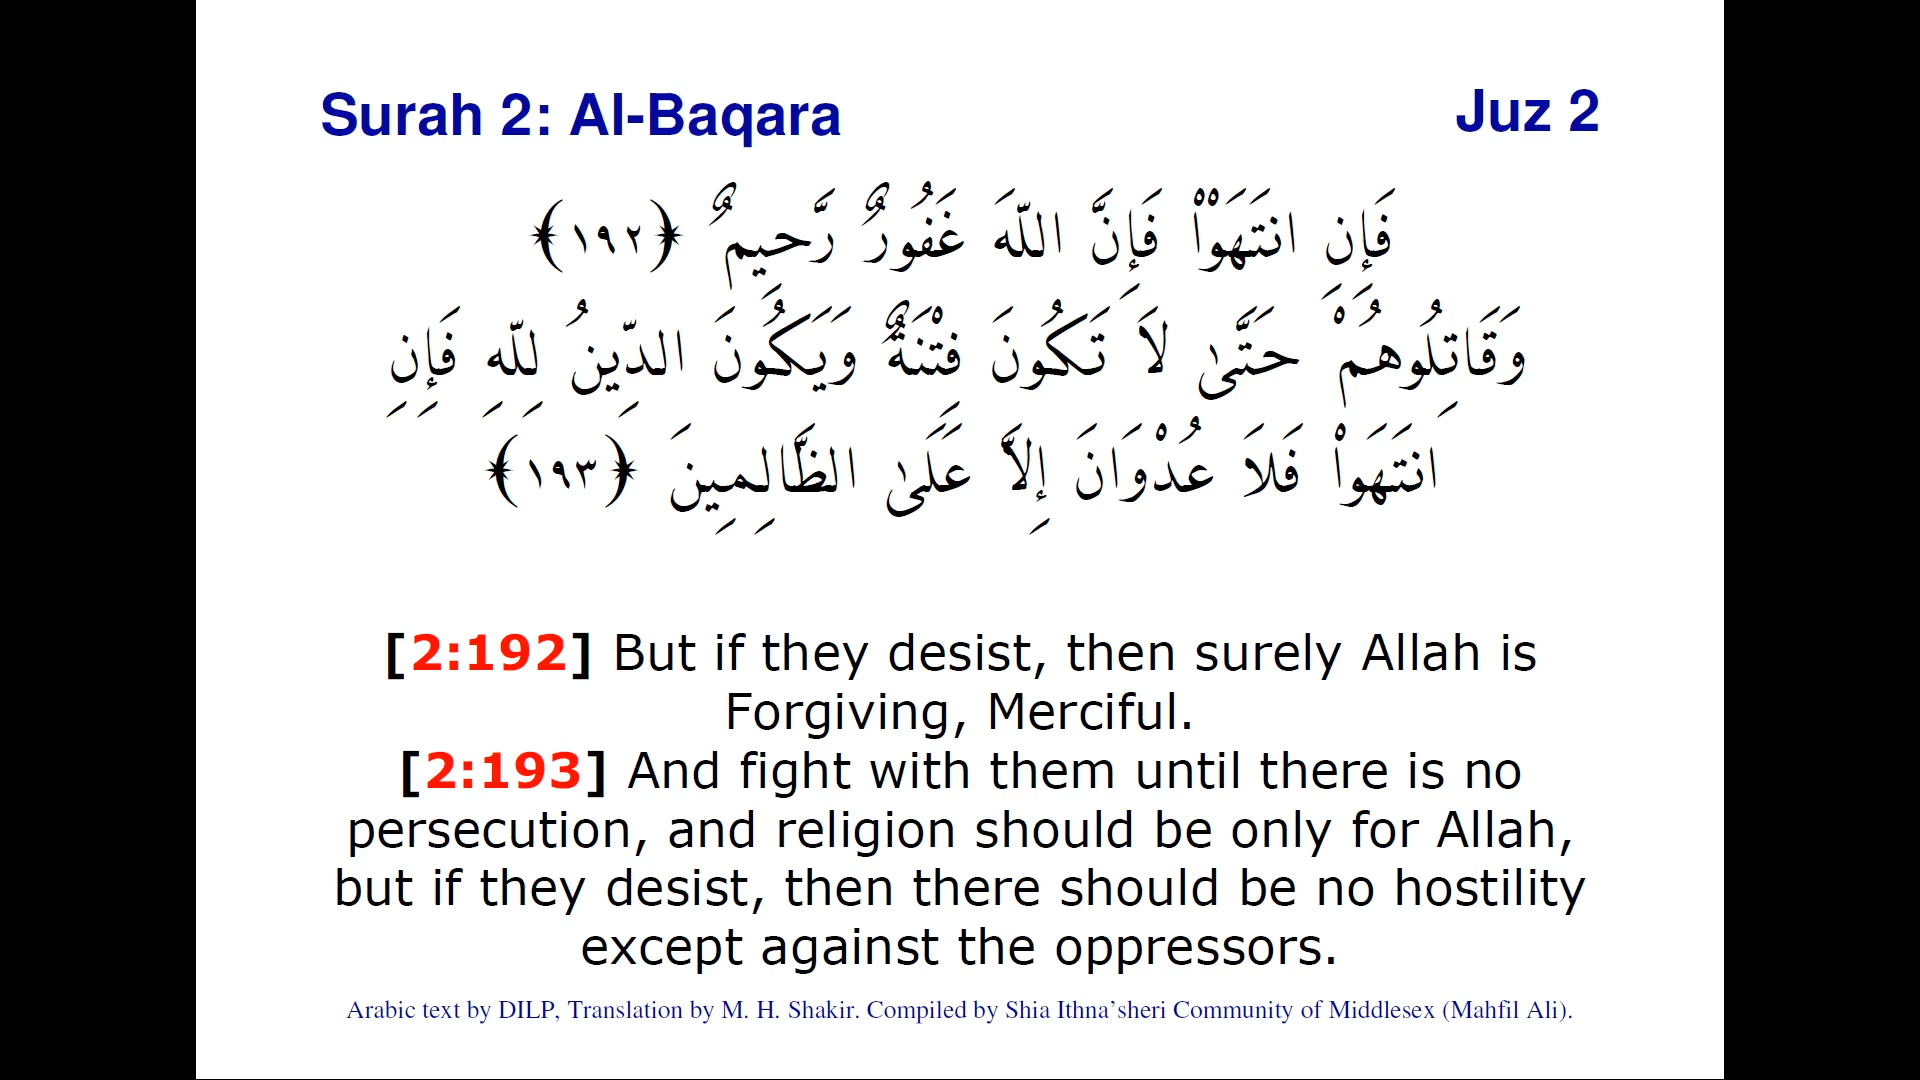 Surah 2: Al-Baqara
Juz 2
فَإِنِ انتَهَوْاْ فَإِنَّ اللّهَ غَفُورٌ رَّحِيمٌ ﴿١٩٢﴾
وَقَاتِلُوهُمْ حَتَّىٰ لاَ تَكُونَ فِتْنَةٌ وَيَكُونَ الدِّينُ لِلّهِ فَإِنِ
انتَهَواْ فَلاَ عُدْوَانَ إِلاَّ عَلَىٰ الظَّالِمِينَ ﴿١٩٣﴾
[2:192] But if they desist, then surely Allah is
Forgiving, Merciful.
[2:193] And fight with them until there is no
persecution, and religion should be only for Allah,
but if they desist, then there should be no hostility
except against the oppressors.
Arabic text by DILP, Translation by M. H. Shakir. Compiled by Shia Ithna’sheri Community of Middlesex (Mahfil Ali).